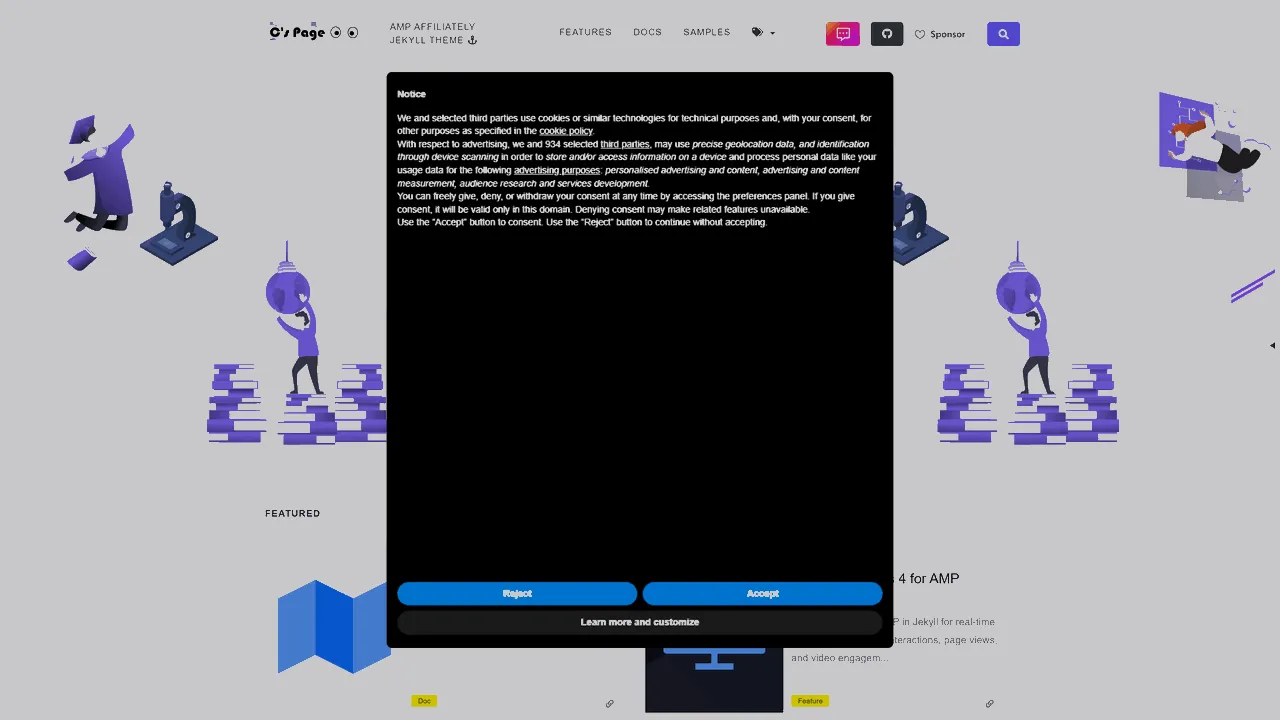 C's Page
AMP AFFILIATELY
JEKYLL THEME
FEATURES
DOCS
SAMPLES
Sponsor
Notice
We and selected third parties use cookies or similar technologies for technical purposes and, with your consent, for
other purposes as specified in the cookie policy.
With respect to advertising, we and 934 selected third parties, may use precise geolocation data, and identification
through device scanning in order to store and/or access information on a device and process personal data like your
usage data for the following advertising purposes: personalised advertising and content, advertising and content
measurement, audience research and services development.
You can freely give, deny, or withdraw your consent at any time by accessing the preferences panel. If you give
consent, it will be valid only in this domain. Denying consent may make related features unavailable.
Use the “Accept” button to consent. Use the “Reject” button to continue without accepting.
Reject
Accept
Learn more and customize
FEATURED
4 for AMP
in Jekyll for real-time
page views,
and video engagem...
Doc
Feature